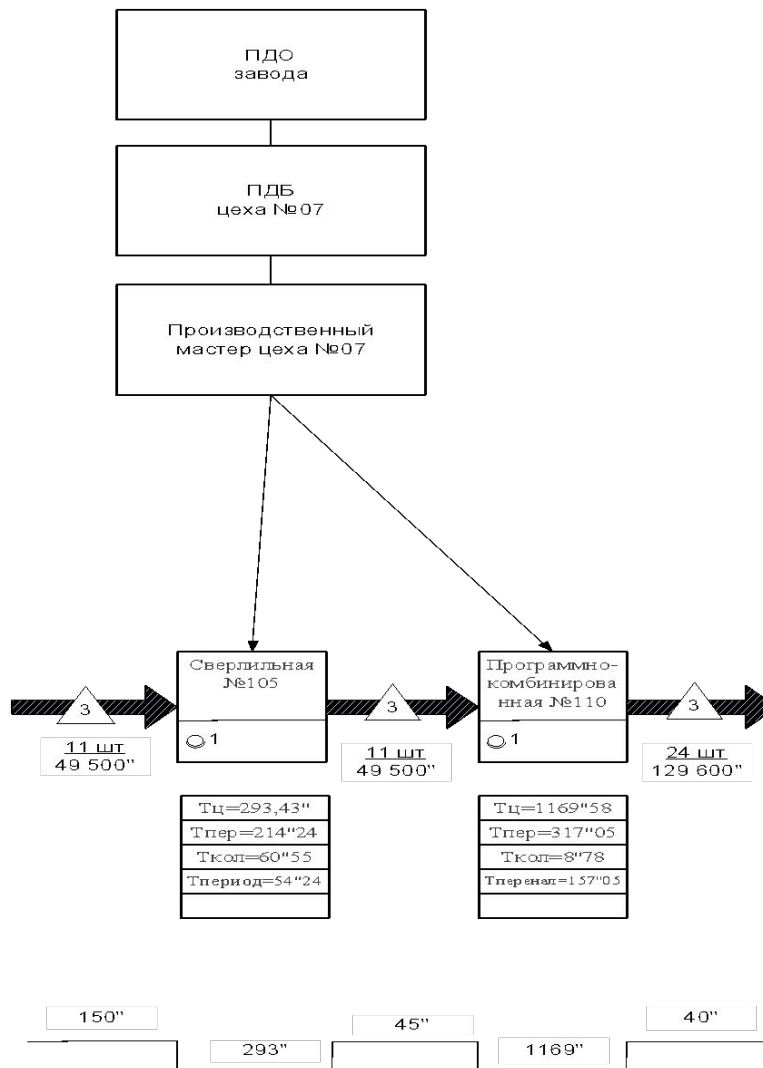 ПДО
завода
ПДБ
цеха №07
Производственный
мастер цеха №07
Сверлильная
№105
Программно-
комбинирова
нная №110
3
3
3
1
1
11 шт
49 500"
11 шт
49 500"
24 шт
129 600"
Тц=293,43"
Тпер=214"24
Ткол=60"55
Тпериод=54"24
Тц=1169"58
Тпер=317"05
Ткол=8"78
Тперенал=157"05
150"
293"
45"
1169"
40"